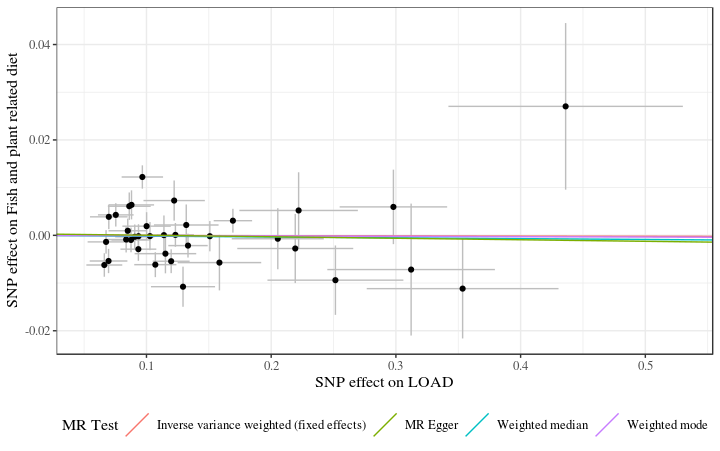 SNP effect on Fish and plant related diet
0.04
0.02
0.00
-0.02
0.1 0.2 0.3 0.4 0.5
SNP effect on LOAD
MR Test Inverse variance weighted (fixed effects) MR Egger Weighted median Weighted mode